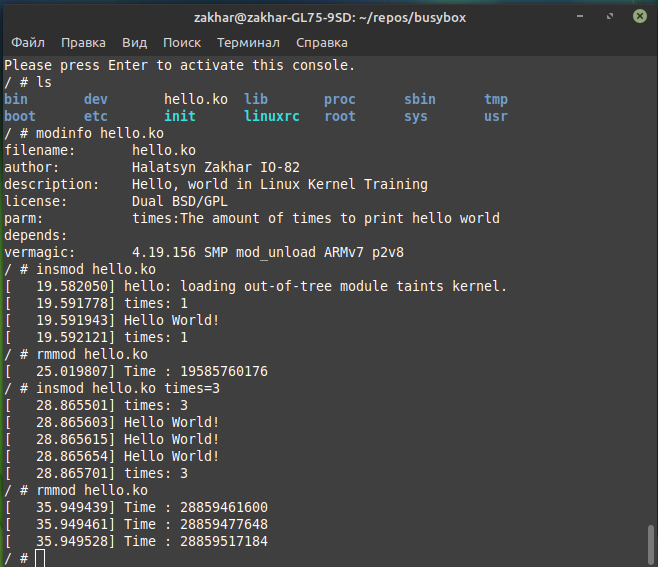 zakhar@zakhar-GL75-9SD: ~/repos/busybox
Файл Правка Вид Поиск Терминал Справка
Please press Enter to activate this console.
/ # ls
bin       dev       hello.ko  lib       proc      sbin      tmp
boot      etc       init      linuxrc   root      sys       usr
/ # modinfo hello.ko
filename:       hello.ko
author:         Halatsyn Zakhar IO-82
description:    Hello, world in Linux Kernel Training
license:        Dual BSD/GPL
parm:           times:The amount of times to print hello world
depends:
vermagic:       4.19.156 SMP mod_unload ARMv7 p2v8
/ # insmod hello.ko
[   19.582050] hello: loading out-of-tree module taints kernel.
[   19.591778] times: 1
[   19.591943] Hello World!
[   19.592121] times: 1
/ # rmmod hello.ko
[   25.019807] Time : 19585760176
/ # insmod hello.ko times=3
[   28.865501] times: 3
[   28.865603] Hello World!
[   28.865615] Hello World!
[   28.865654] Hello World!
[   28.865701] times: 3
/ # rmmod hello.ko
[   35.949439] Time : 28859461600
[   35.949461] Time : 28859477648
[   35.949528] Time : 28859517184
/ #